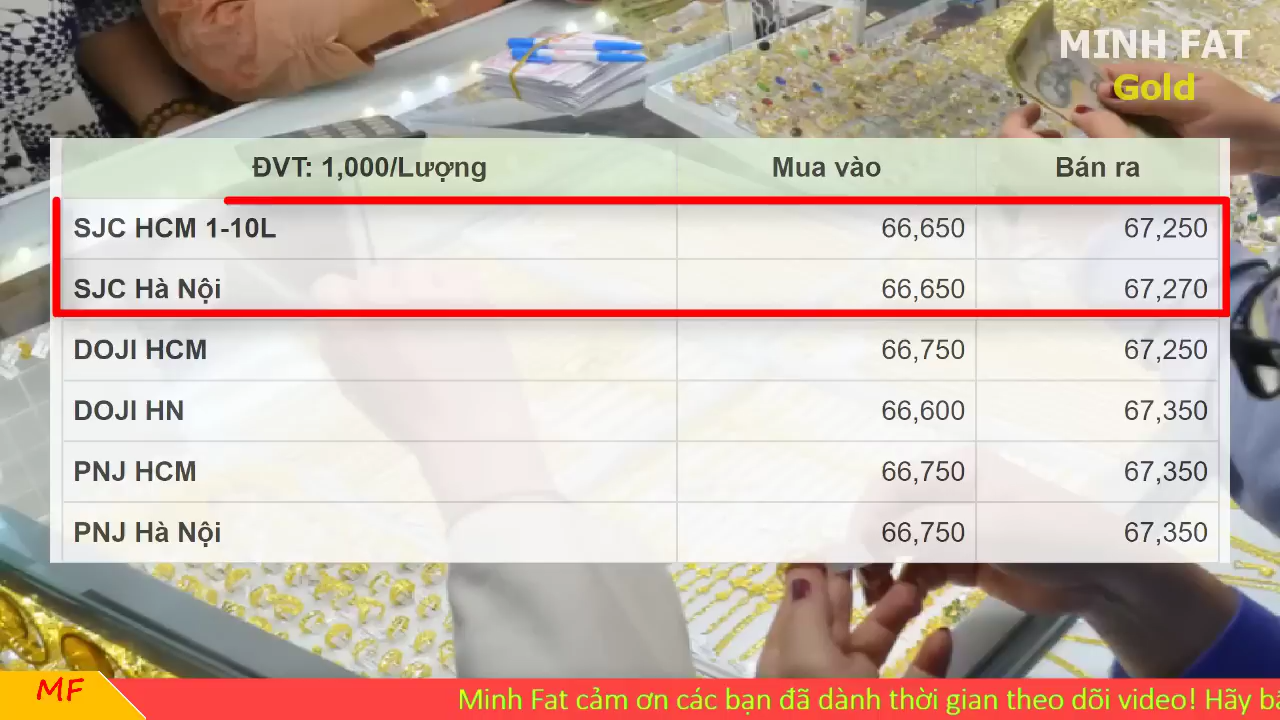 MINH FAT
Gold
ĐVT: 1,000/Lượng Mua vào Bán ra
SJC HCM 1-10L 66,650 67,250
SJC Hà Nội 66,650 67,270
DOJI HCM 66,750 67,250
DOJI HN 66,600 67,350
PNJ HCM 66,750 67,350
PNJ Hà Nội 66,750 67,350
MF
Minh Fat cảm ơn các bạn đã dành thời gian theo dõi video! Hãy